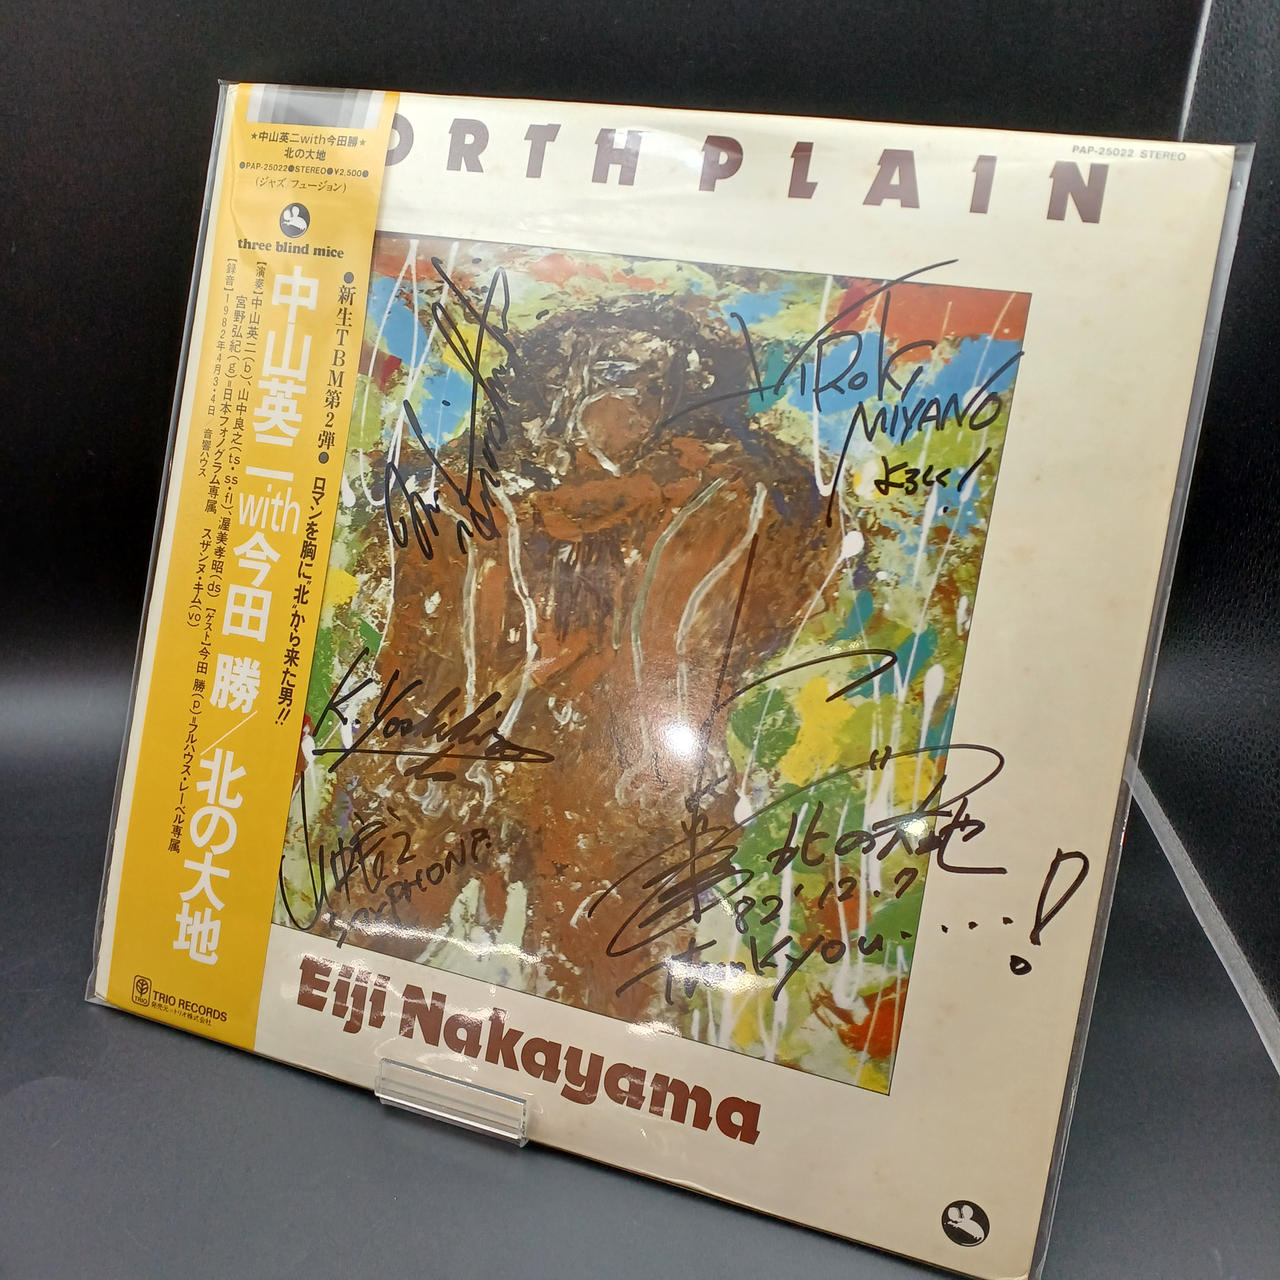 ★中山英二with今田勝★
北の大地
●PAP-25022●STEREO●¥2,500●
(ジャズ/フュージョン)
three blind mice
●新生TBM第2弾● ロマンを胸に"北"から来た男!!
中山英二with今田 勝/北の大地
【演奏】中山英二(b)、山中良之(ts・ss・fl)、渥美孝昭(ds)【ゲスト】今田 勝(p)=フルハウス・レーベル専属
宮野弘紀(g)=日本フォノグラム専属 スザンヌ・キム(vo)
【録音】1982年4月3・4日 音響ハウス
TRIO
TRIO RECORDS
発売元=トリオ株式会社
ORTH PLAIN
PAP-25022 STEREO
HIROKI
MIYANO
よろしく!
K. Yoshihiro
北の大地
82'.12.7
Thank you....!
Eiji Nakayama